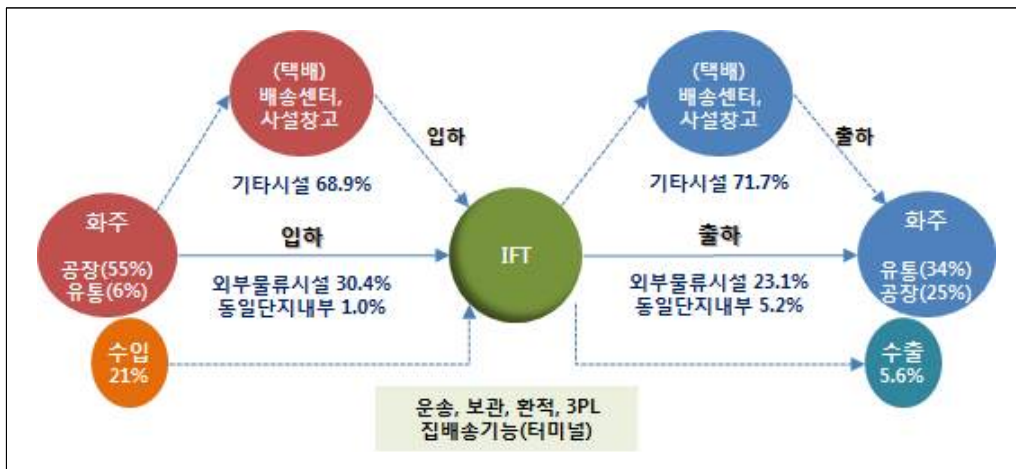 (택배)
배송센터,
사설창고
입하
(택배)
배송센터,
사설창고
출하
기타시설 68.9%
기타시설 71.7%
화주
공장(55%)
유통(6%)
입하
IFT
출하
화주
유통(34%)
공장(25%)
외부물류시설 30.4%
동일단지내부 1.0%
외부물류시설 23.1%
동일단지내부 5.2%
수입
21%
수출
5.6%
운송, 보관, 환적, 3PL
집배송기능(터미널)